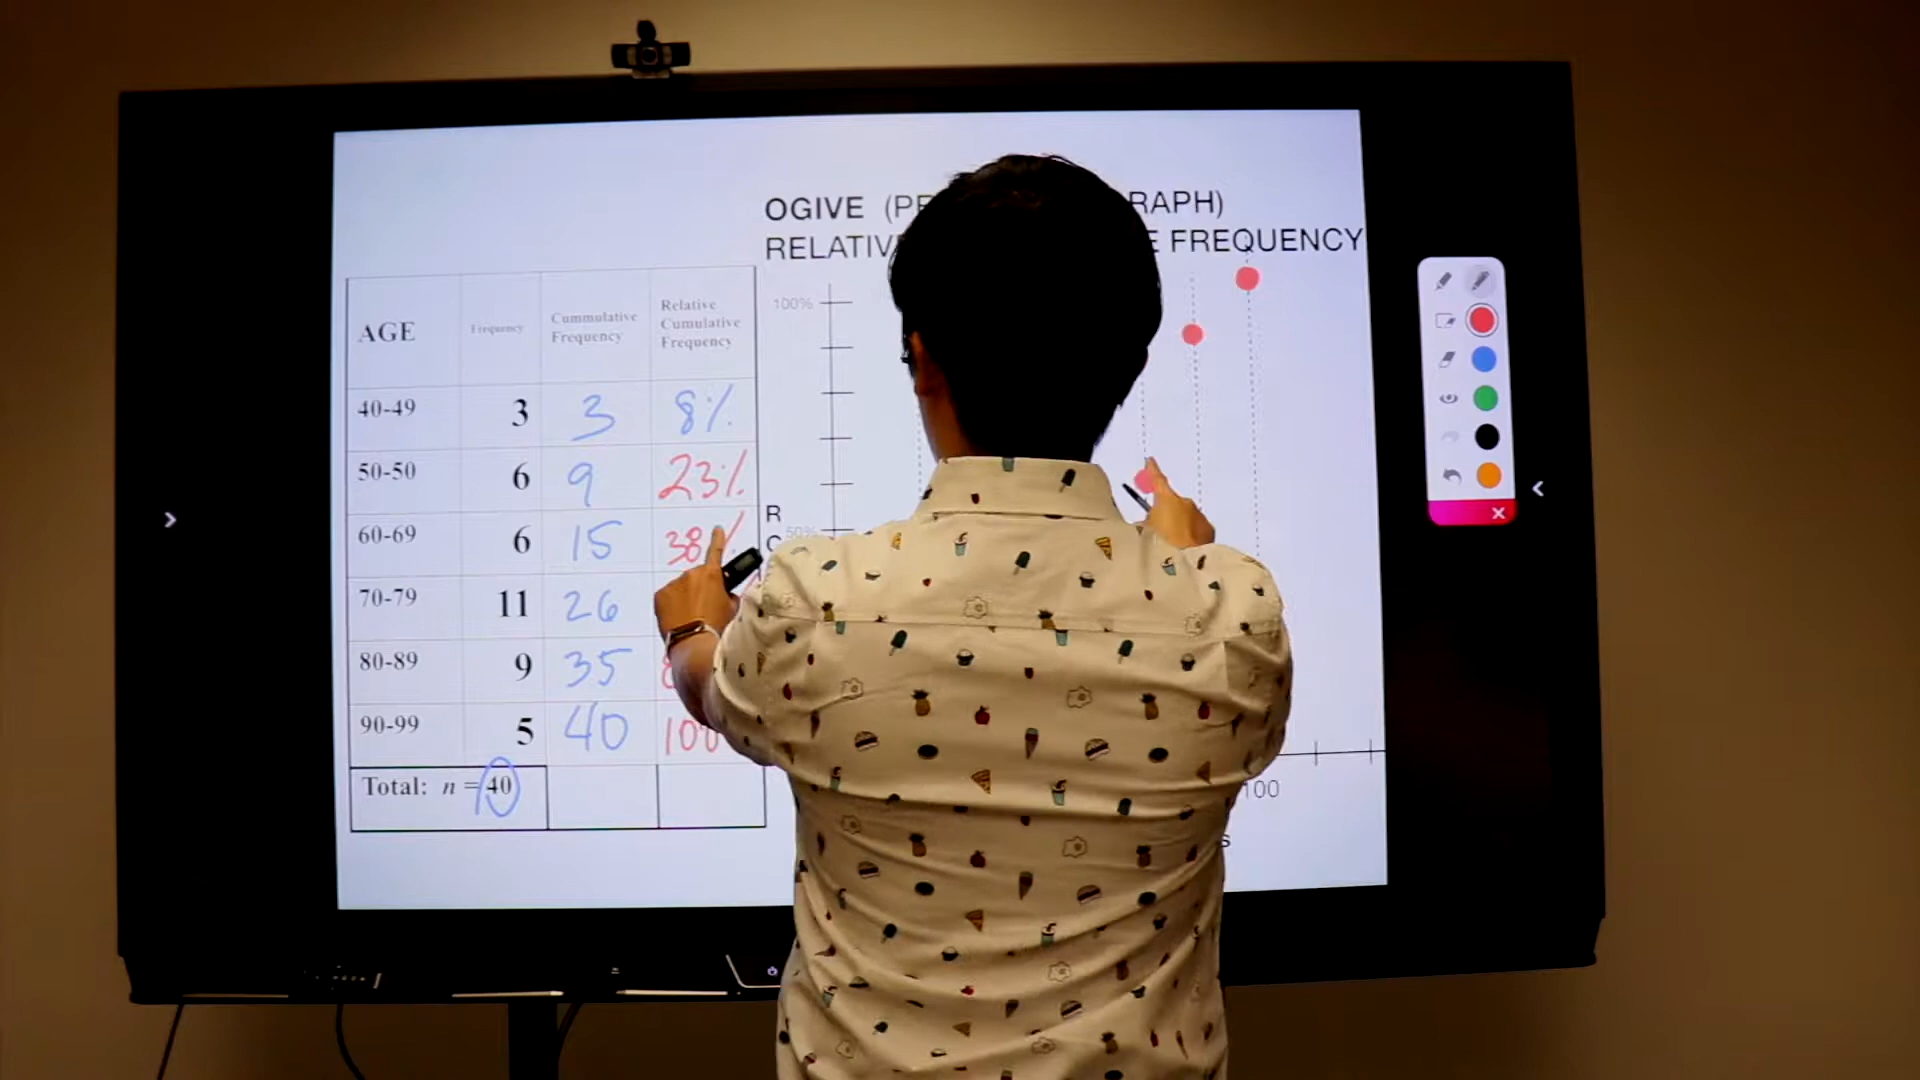 OGIVE (PE RAPH)
RELATIV E FREQUENCY
AGE Frequency Cummulative Frequency Relative Cumulative Frequency
40-49 3 3 8%
50-50 6 9 23%
60-69 6 15 38%
70-79 11 26
80-89 9 35 8
90-99 5 40 100
Total: n = 40
100%
R
50%
C
100
s